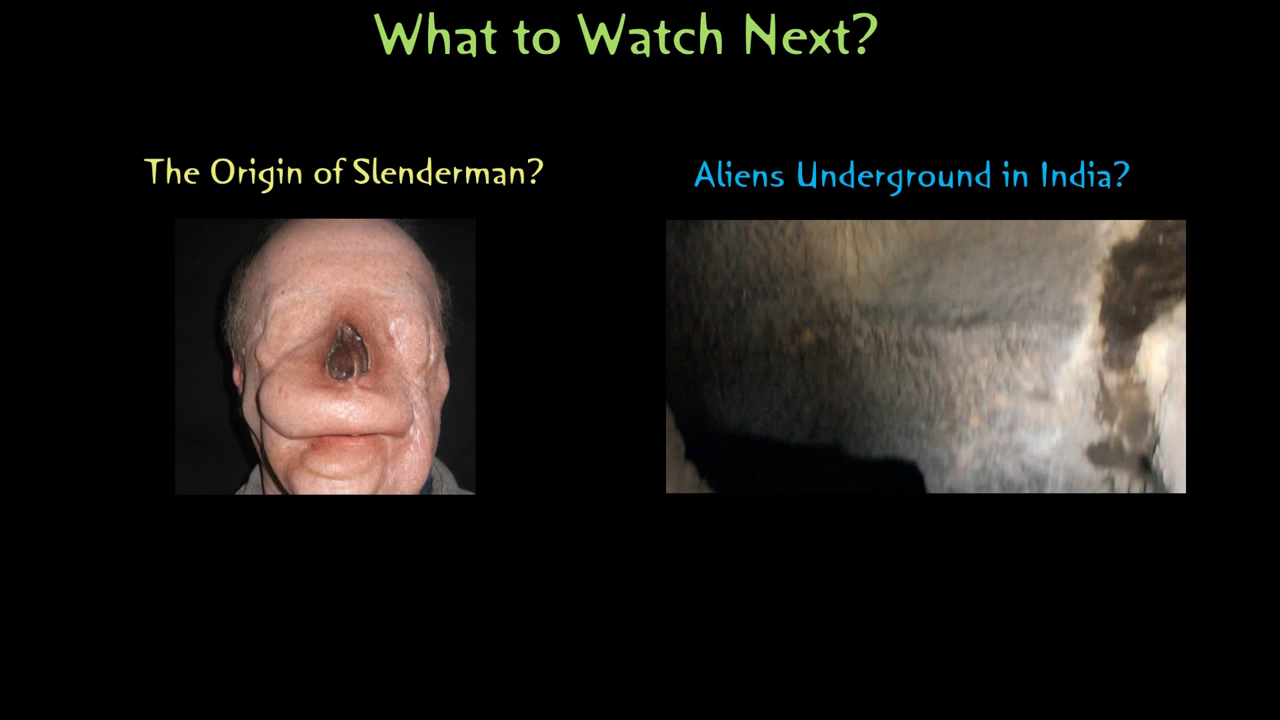 What to Watch Next?
The Origin of Slenderman?
Aliens Underground in India?